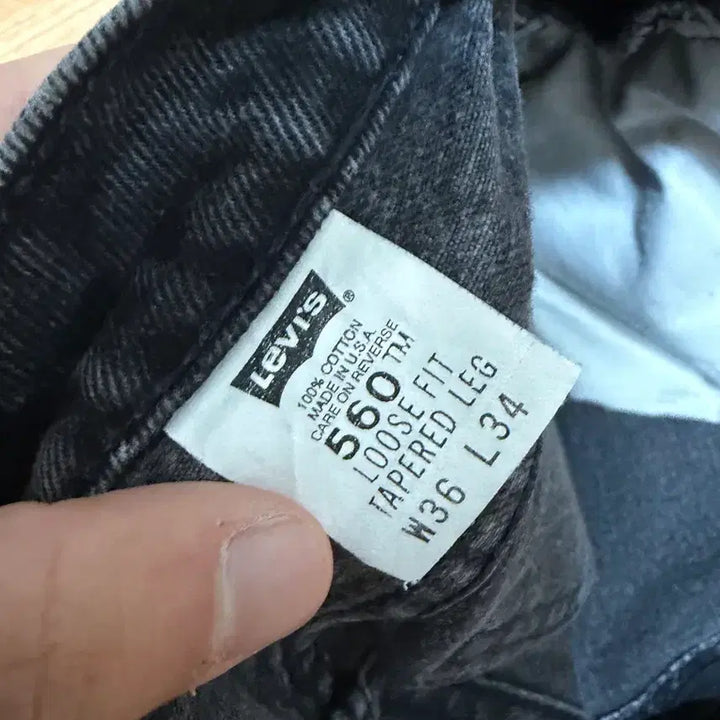 Levi's®
100% COTTON
MADE IN U.S.A.
CARE ON REVERSE
560™
LOOSE FIT
TAPERED LEG
W36 L34